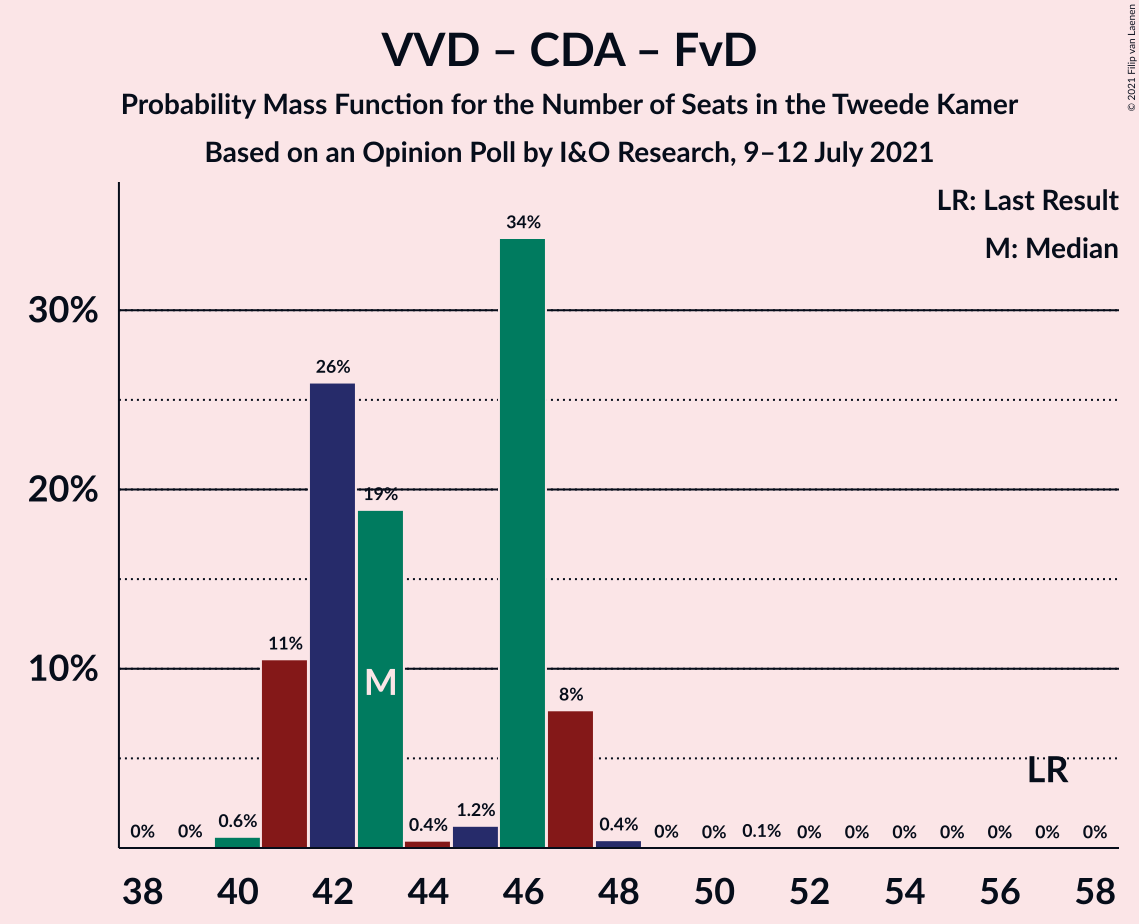 VVD – CDA – FvD
Probability Mass Function for the Number of Seats in the Tweede Kamer
Based on an Opinion Poll by I&O Research, 9–12 July 2021
© 2021 Filip van Laenen
LR: Last Result
M: Median
30%
20%
10%
0% 0% 0.6% 11% 26% 19% 0.4% 1.2% 34% 8% 0.4% 0% 0% 0.1% 0% 0% 0% 0% 0% 0% 0%
M
LR
38 40 42 44 46 48 50 52 54 56 58